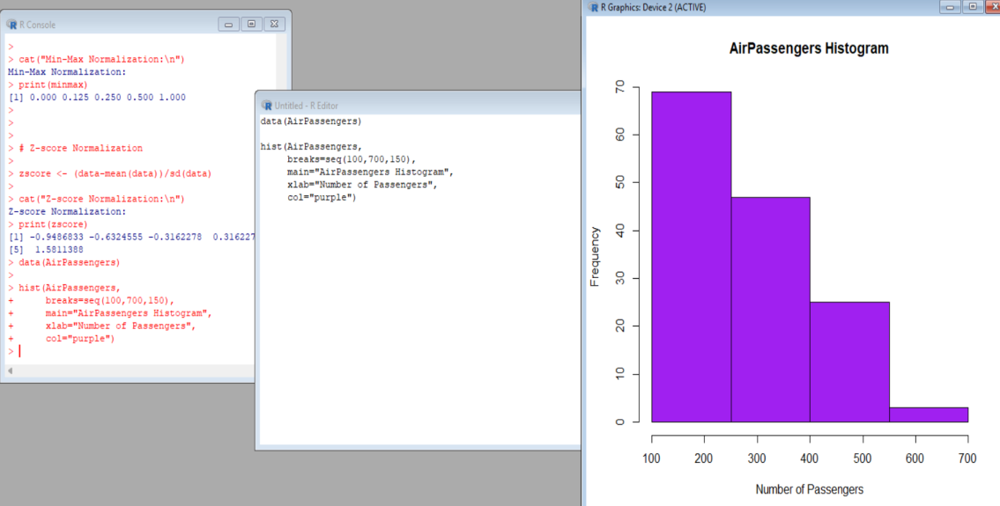 R Console
>
> cat("Min-Max Normalization:\n")
Min-Max Normalization:
> print(minmax)
[1] 0.000 0.125 0.250 0.500 1.000
>
>
>
> # Z-score Normalization
>
> zscore <- (data-mean(data))/sd(data)
>
> cat("Z-score Normalization:\n")
Z-score Normalization:
> print(zscore)
[1] -0.9486833 -0.6324555 -0.3162278  0.316227
[5]  1.5811388
> data(AirPassengers)
>
> hist(AirPassengers,
+      breaks=seq(100,700,150),
+      main="AirPassengers Histogram",
+      xlab="Number of Passengers",
+      col="purple")
>
Untitled - R Editor
data(AirPassengers)
hist(AirPassengers,
     breaks=seq(100,700,150),
     main="AirPassengers Histogram",
     xlab="Number of Passengers",
     col="purple")
R Graphics: Device 2 (ACTIVE)
AirPassengers Histogram
Frequency
70
60
50
40
30
20
10
0
100 200 300 400 500 600 700
Number of Passengers